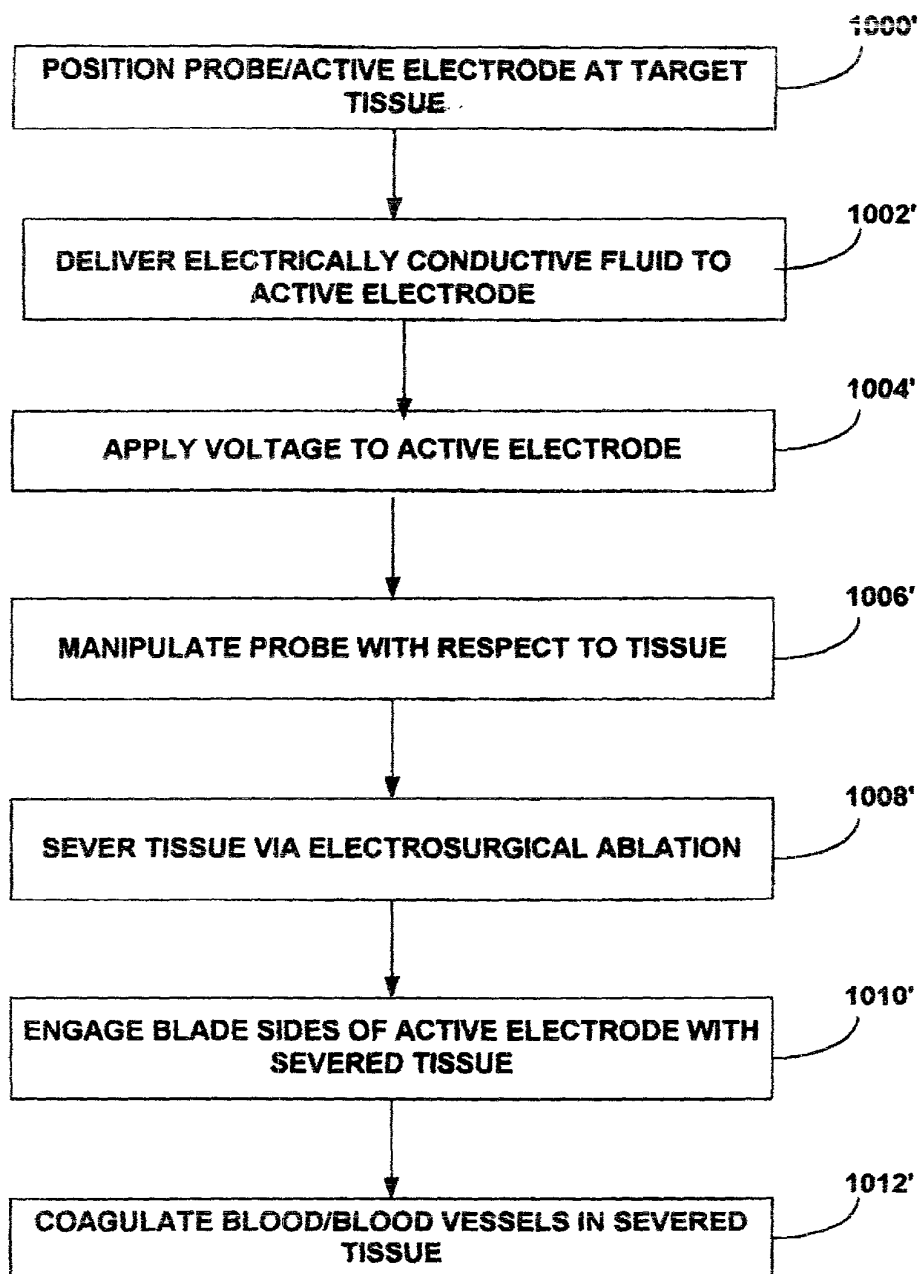 1000'
POSITION PROBE/ACTIVE ELECTRODE AT TARGET
TISSUE
1002'
DELIVER ELECTRICALLY CONDUCTIVE FLUID TO
ACTIVE ELECTRODE
1004'
APPLY VOLTAGE TO ACTIVE ELECTRODE
1006'
MANIPULATE PROBE WITH RESPECT TO TISSUE
1008'
SEVER TISSUE VIA ELECTROSURGICAL ABLATION
1010'
ENGAGE BLADE SIDES OF ACTIVE ELECTRODE WITH
SEVERED TISSUE
1012'
COAGULATE BLOOD/BLOOD VESSELS IN SEVERED
TISSUE